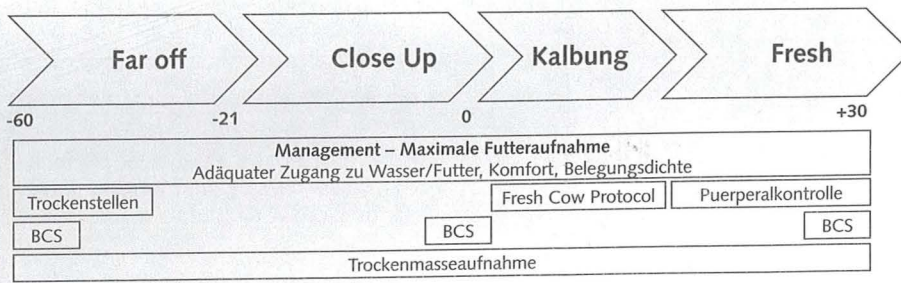 Far off Close Up Kalbung Fresh
-60 -21 0 +30
Management – Maximale Futteraufnahme
Adäquater Zugang zu Wasser/Futter, Komfort, Belegungsdichte
Trockenstellen Fresh Cow Protocol Puerperalkontrolle
BCS BCS BCS
Trockenmasseaufnahme